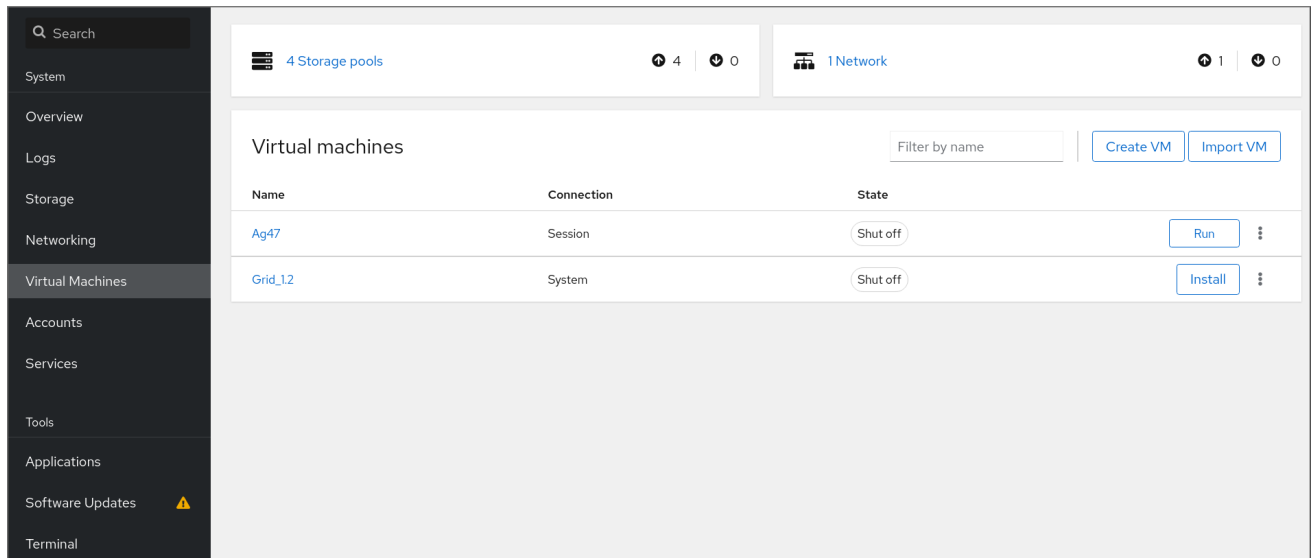 Search
System
Overview
Logs
Storage
Networking
Virtual Machines
Accounts
Services
Tools
Applications
Software Updates
Terminal
4 Storage pools 4 0
1 Network 1 0
Virtual machines Filter by name Create VM Import VM
Name Connection State
Ag47 Session Shut off Run
Grid_1.2 System Shut off Install